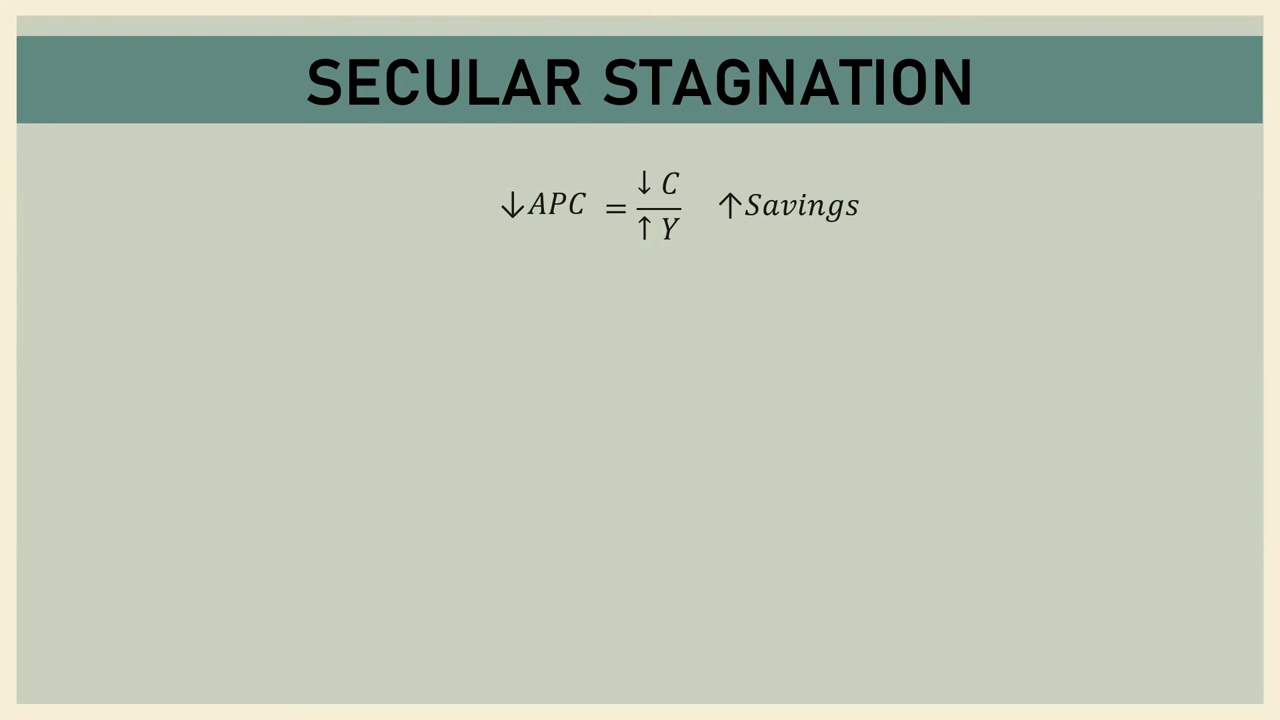 SECULAR STAGNATION
↓APC = ↓ C / ↑ Y ↑Savings